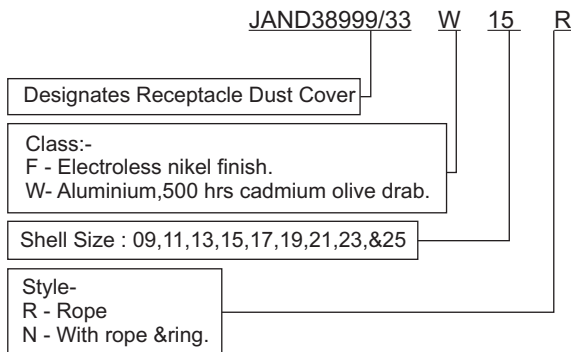 JAND38999/33 W 15 R
Designates Receptacle Dust Cover
Class:-
F - Electroless nikel finish.
W- Aluminium,500 hrs cadmium olive drab.
Shell Size : 09,11,13,15,17,19,21,23,&25
Style-
R - Rope
N - With rope &ring.